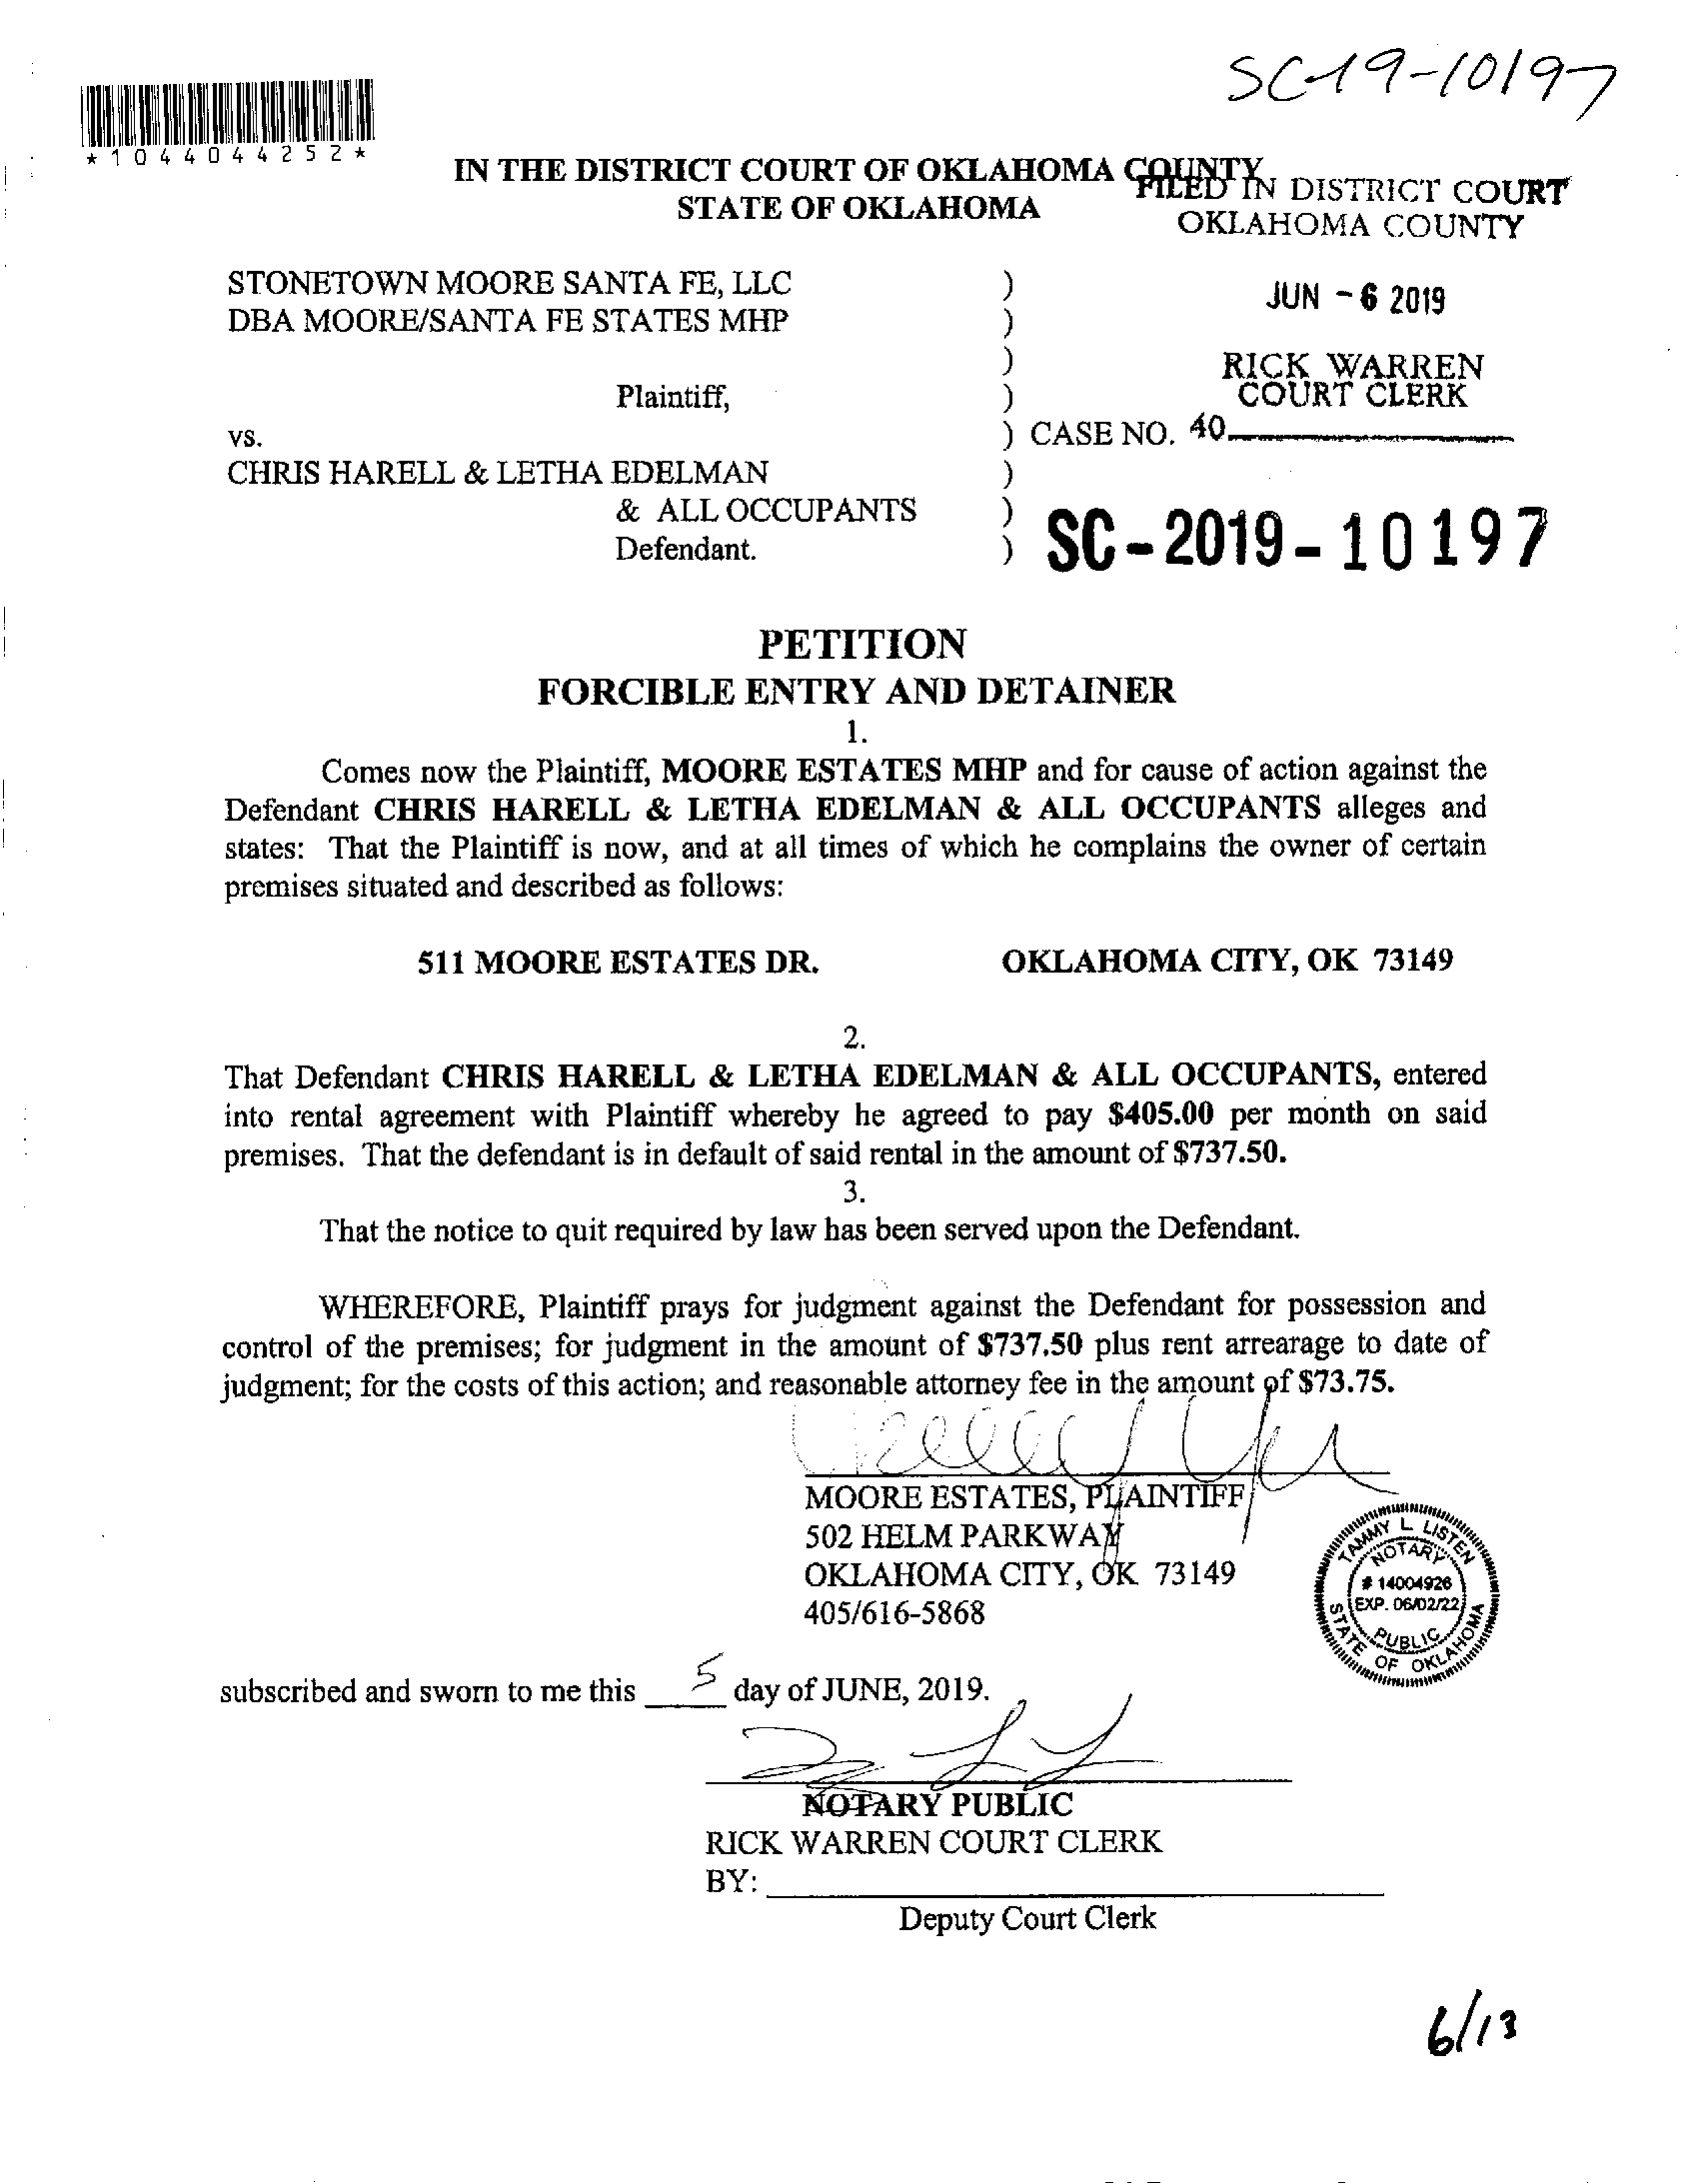 SC-19-10197
*1044044252*
IN THE DISTRICT COURT OF OKLAHOMA COUNTY
STATE OF OKLAHOMA
FILED IN DISTRICT COURT
OKLAHOMA COUNTY
JUN - 6 2019
RICK WARREN
COURT CLERK
40
STONETOWN MOORE SANTA FE, LLC )
DBA MOORE/SANTA FE STATES MHP )
)
Plaintiff, )
vs. ) CASE NO.
CHRIS HARELL & LETHA EDELMAN )
& ALL OCCUPANTS )
Defendant. )
SC-2019-10197
PETITION
FORCIBLE ENTRY AND DETAINER
1.
Comes now the Plaintiff, MOORE ESTATES MHP and for cause of action against the
Defendant CHRIS HARELL & LETHA EDELMAN & ALL OCCUPANTS alleges and
states: That the Plaintiff is now, and at all times of which he complains the owner of certain
premises situated and described as follows:
511 MOORE ESTATES DR. OKLAHOMA CITY, OK 73149
2.
That Defendant CHRIS HARELL & LETHA EDELMAN & ALL OCCUPANTS, entered
into rental agreement with Plaintiff whereby he agreed to pay $405.00 per month on said
premises. That the defendant is in default of said rental in the amount of $737.50.
3.
That the notice to quit required by law has been served upon the Defendant.
WHEREFORE, Plaintiff prays for judgment against the Defendant for possession and
control of the premises; for judgment in the amount of $737.50 plus rent arrearage to date of
judgment; for the costs of this action; and reasonable attorney fee in the amount of $73.75.
MOORE ESTATES, PLAINTIFF
502 HELM PARKWAY
OKLAHOMA CITY, OK 73149
405/616-5868
TAMMY L LISTEN
NOTARY
# 14004926
EXP. 06/02/22
PUBLIC
STATE OF OKLAHOMA
subscribed and sworn to me this 5 day of JUNE, 2019.
NOTARY PUBLIC
RICK WARREN COURT CLERK
BY:
Deputy Court Clerk
6/13